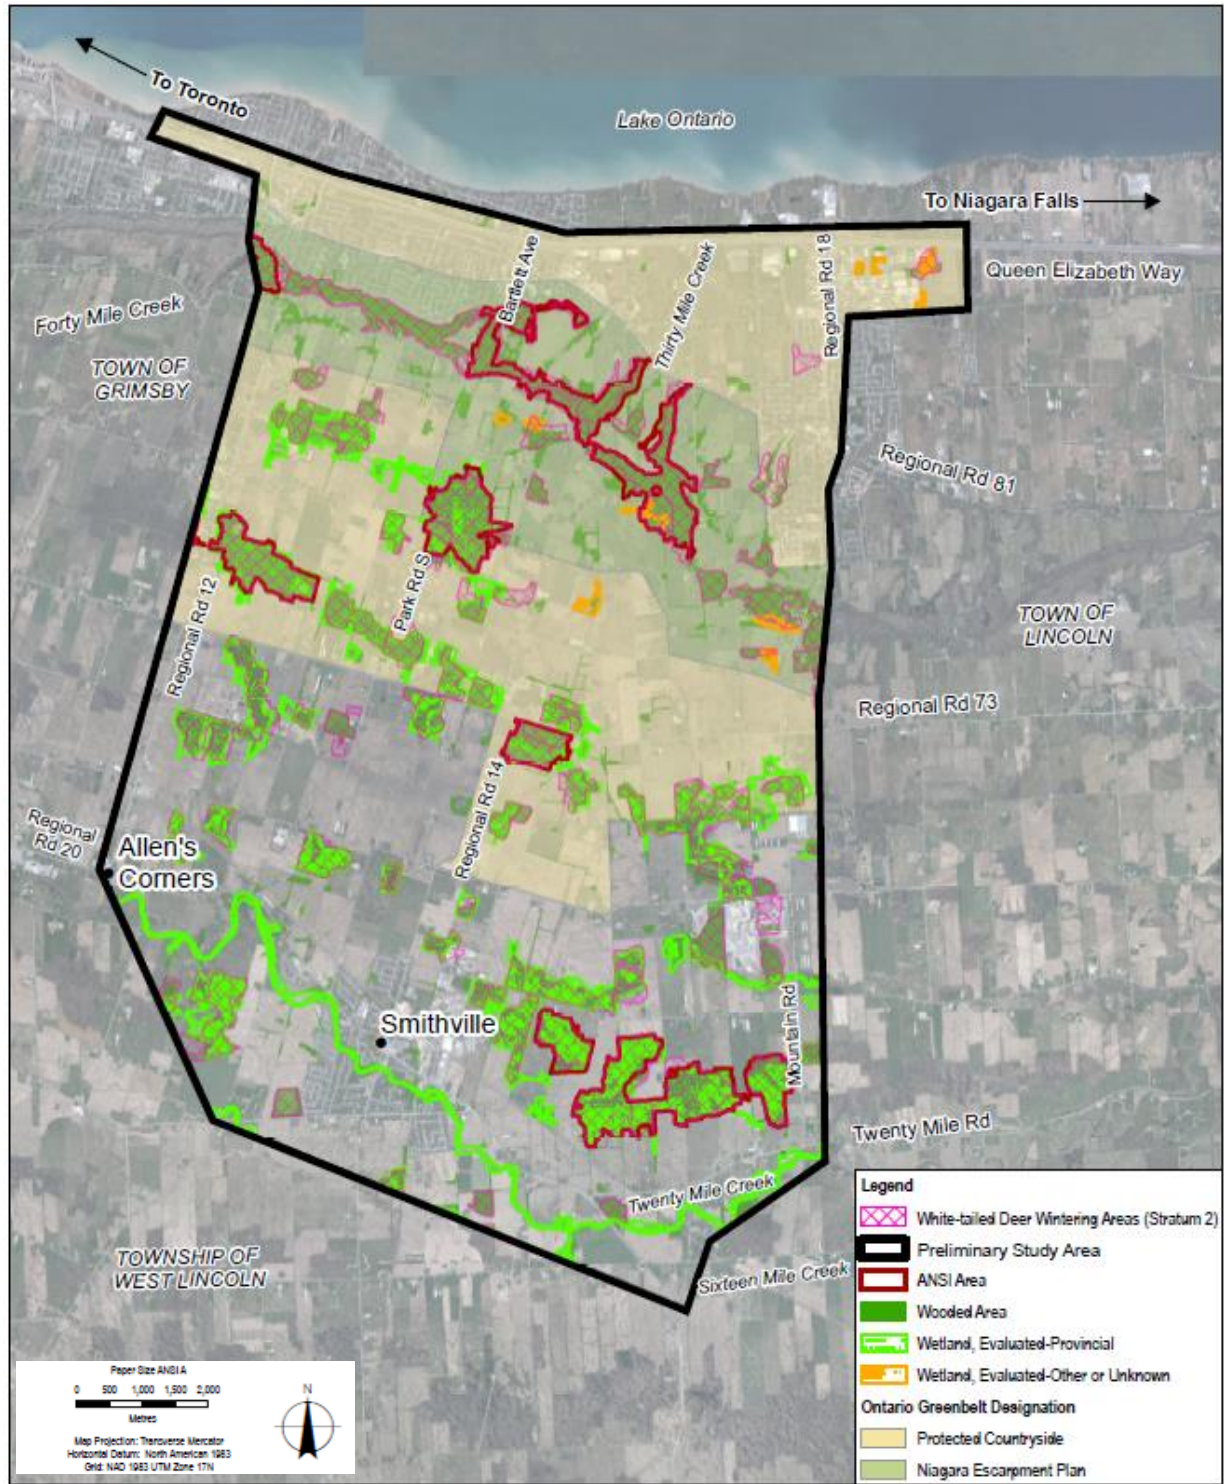 To Toronto
Lake Ontario
To Niagara Falls
Queen Elizabeth Way
Bartlett Ave
Thirty Mile Creek
Regional Rd 18
Forty Mile Creek
TOWN OF
GRIMSBY
Regional Rd 81
Park Rd S
Regional Rd 12
TOWN OF
LINCOLN
Regional Rd 73
Regional Rd 14
Regional
Rd 20
Allen's
Corners
Smithville
Mountain Rd
Twenty Mile Rd
Twenty Mile Creek
TOWNSHIP OF
WEST LINCOLN
Sixteen Mile Creek
Legend
White-tailed Deer Wintering Areas (Stratum 2)
Preliminary Study Area
ANSI Area
Wooded Area
Wetland, Evaluated-Provincial
Wetland, Evaluated-Other or Unknown
Ontario Greenbelt Designation
Protected Countryside
Niagara Escarpment Plan
Paper Size ANSI A
0 500 1,000 1,500 2,000
Metres
Map Projection: Transverse Mercator
Horizontal Datum: North American 1983
Grid: NAD 1983 UTM Zone 17N
N